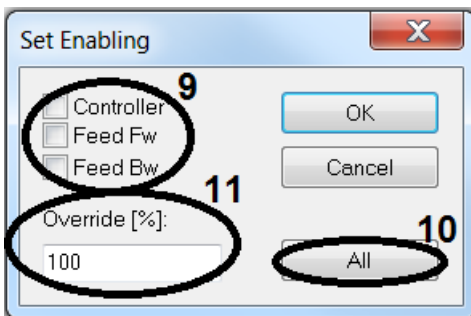 Set Enabling
9
Controller
OK
Feed Fw
Feed Bw
Cancel
11
Override [%]:
10
100
All